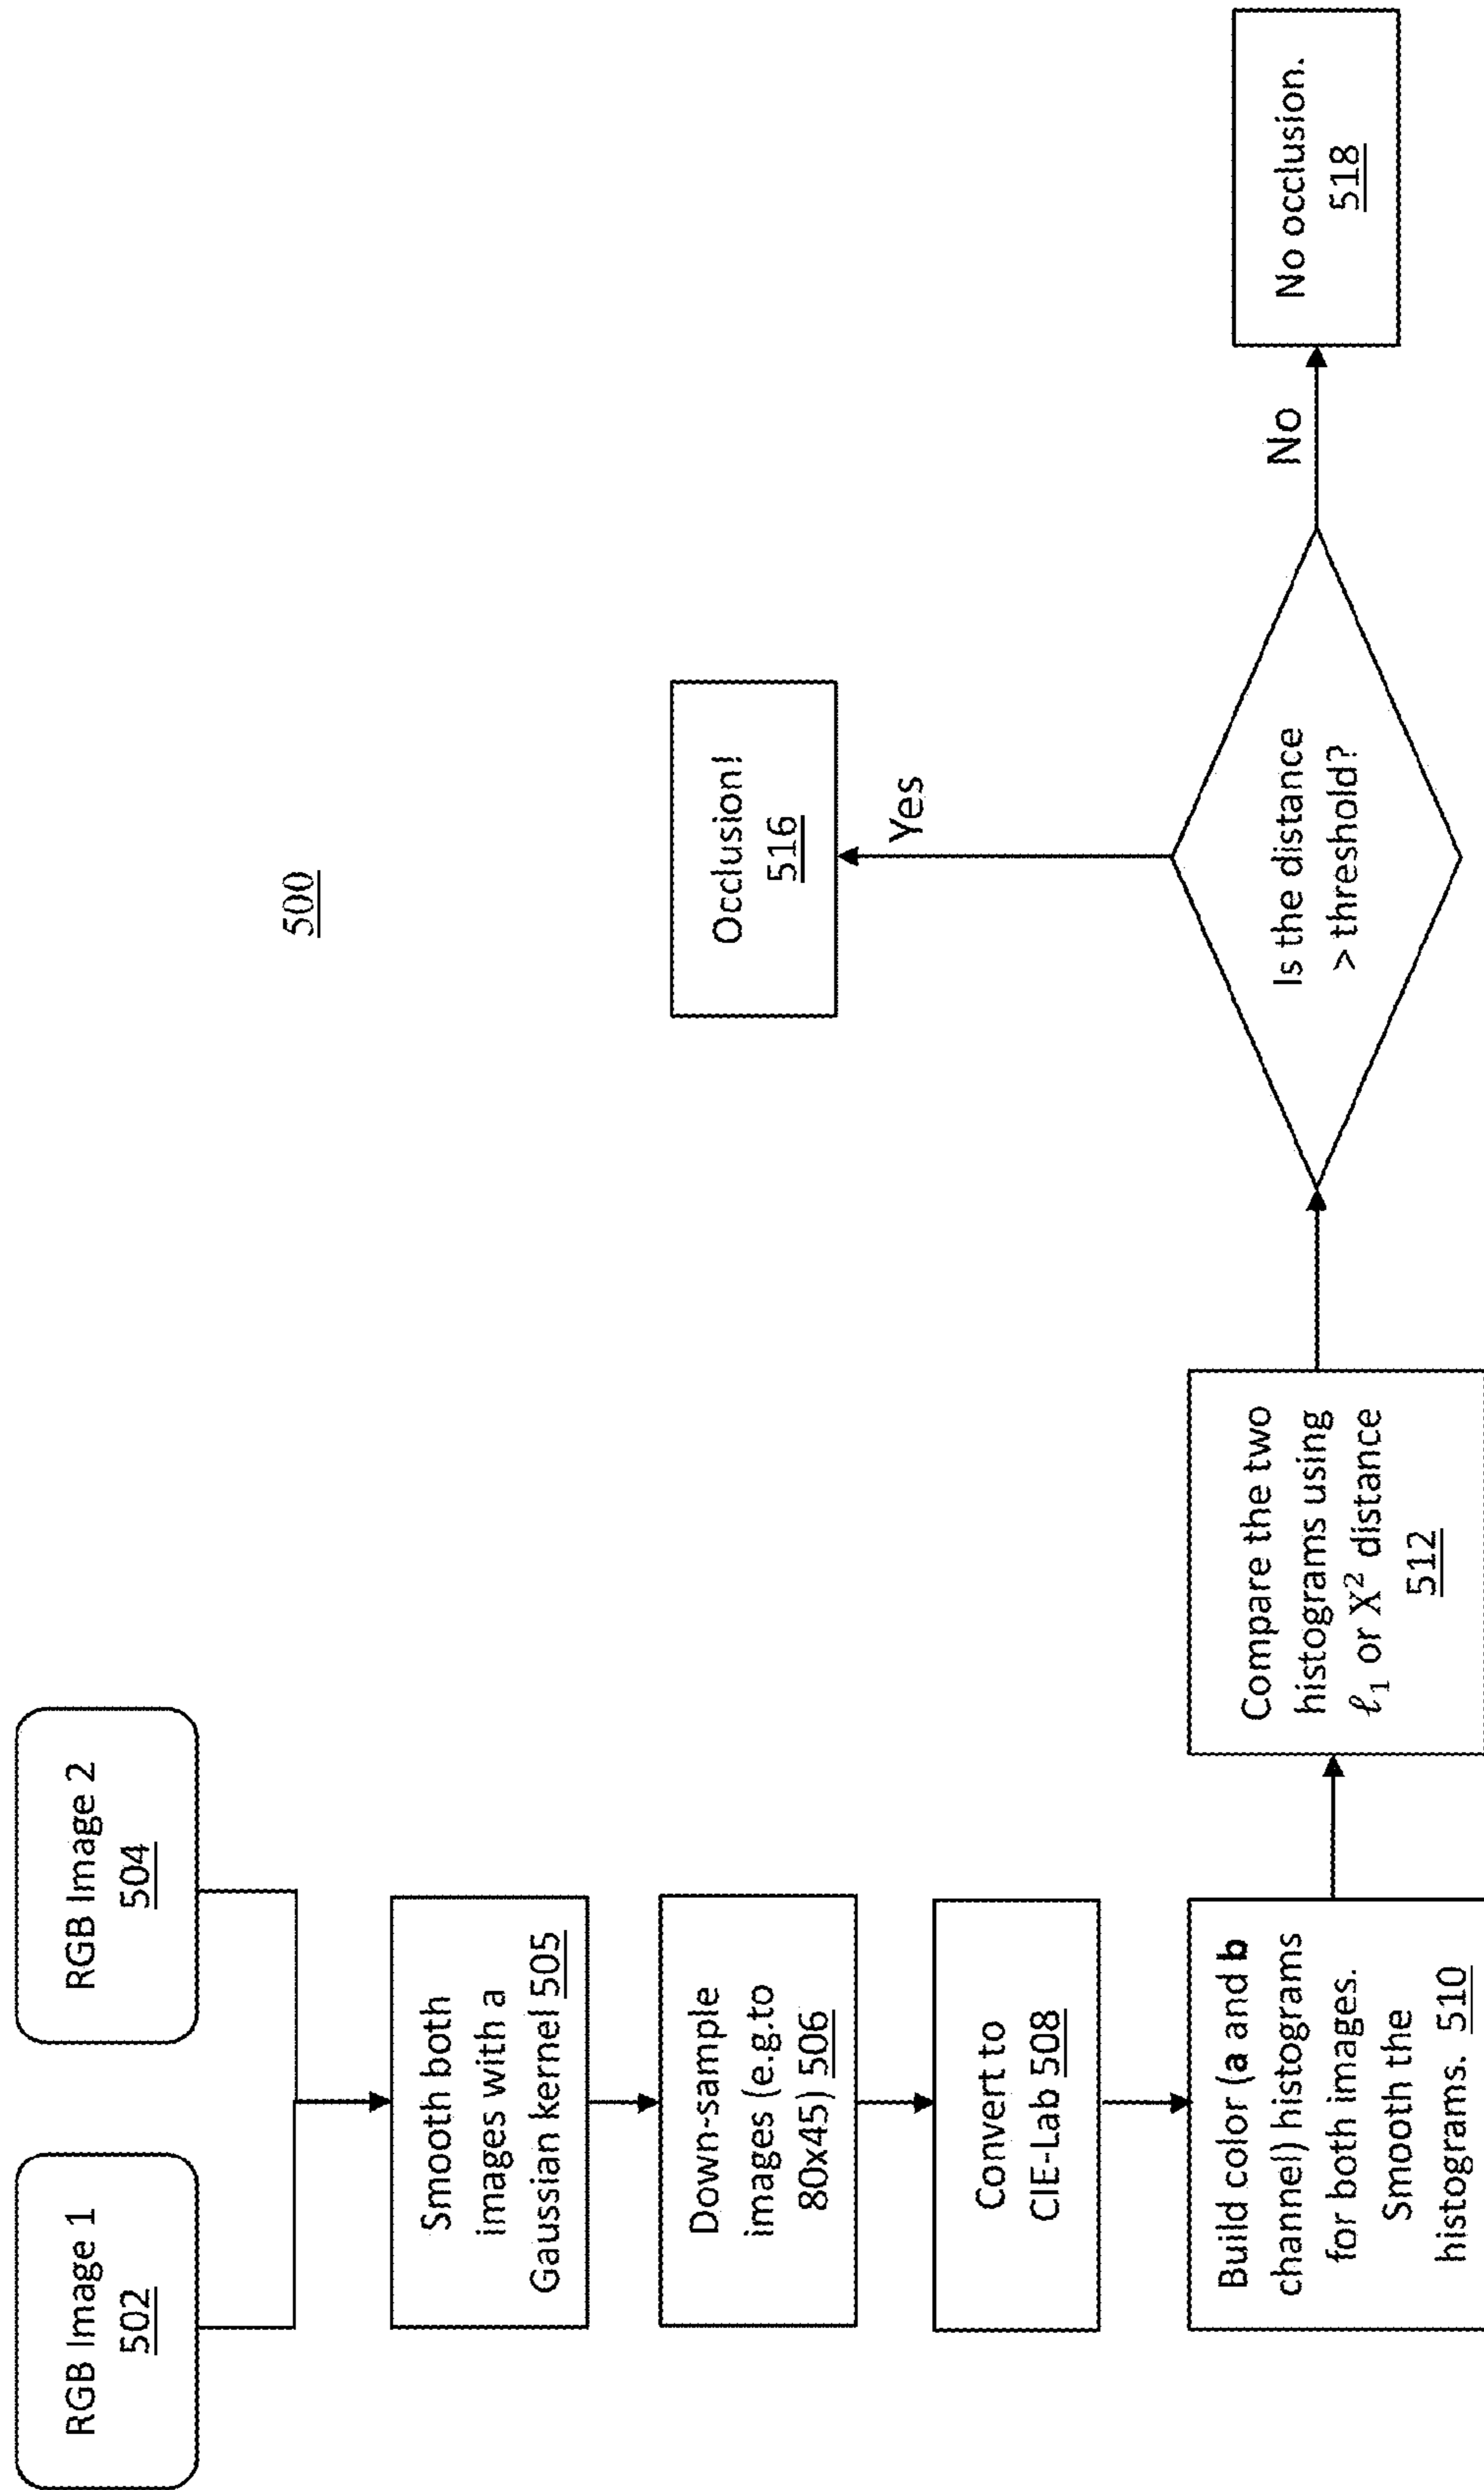 500
RGB Image 1
502
RGB Image 2
504
Smooth both
images with a
Gaussian kernel 505
Down-sample
images (e.g.to
80x45) 506
Convert to
CIE-Lab 508
Build color (a and b
channel) histograms
for both images.
Smooth the
histograms. 510
Compare the two
histograms using
ℓ₁ or X² distance
512
Is the distance
> threshold?
Yes
Occlusion!
516
No
No occlusion.
518